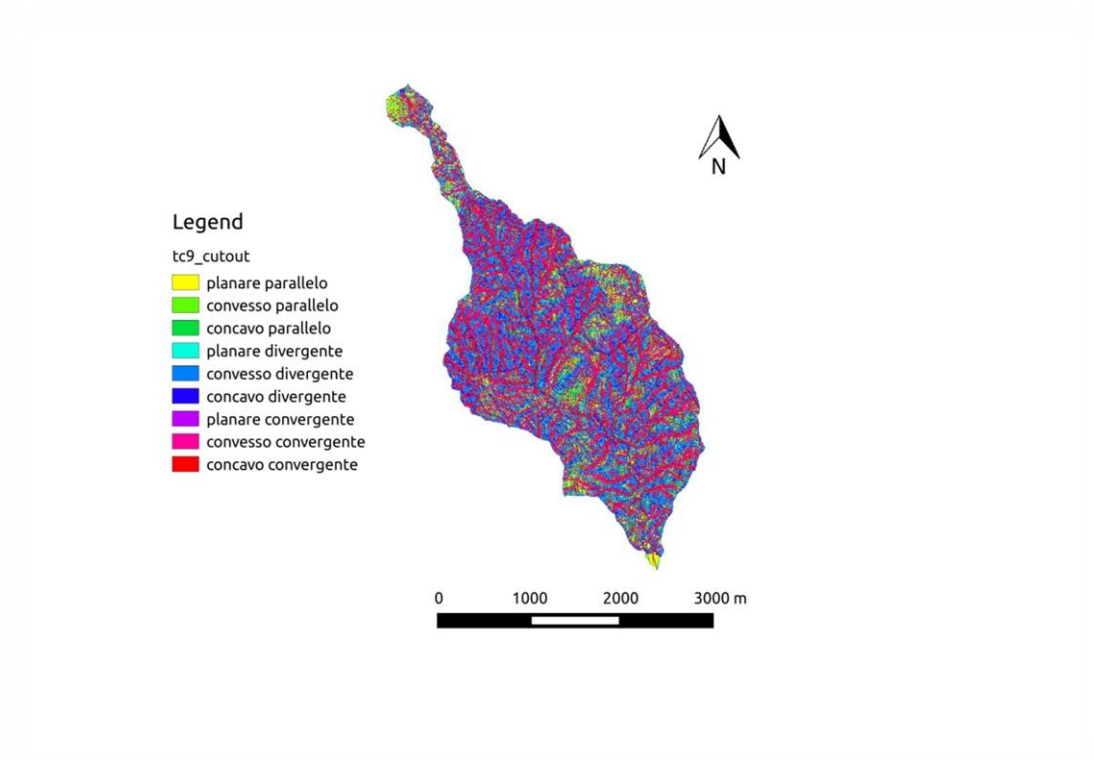 N
Legend
tc9_cutout
planare parallelo
convesso parallelo
concavo parallelo
planare divergente
convesso divergente
concavo divergente
planare convergente
convesso convergente
concavo convergente
0 1000 2000 3000 m